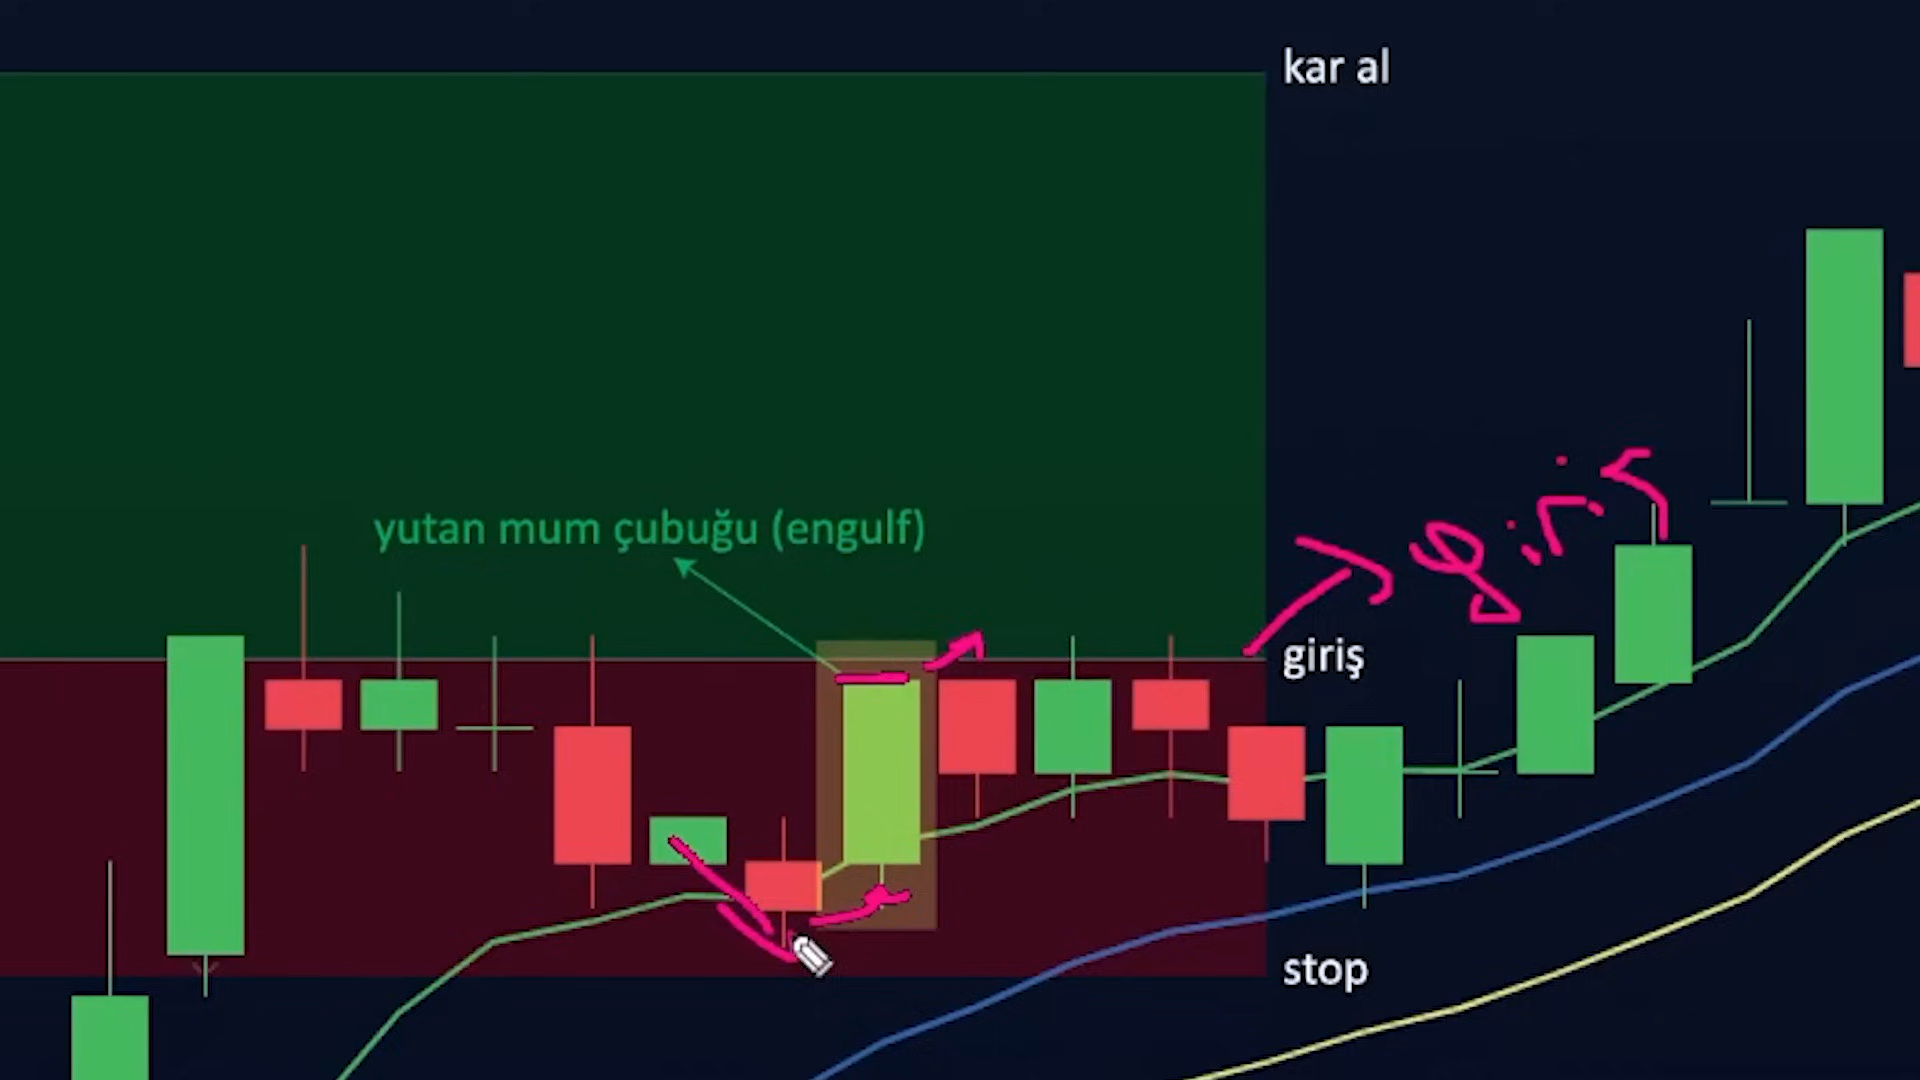 kar al
yutan mum çubuğu (engulf)
giriş
giriş
stop